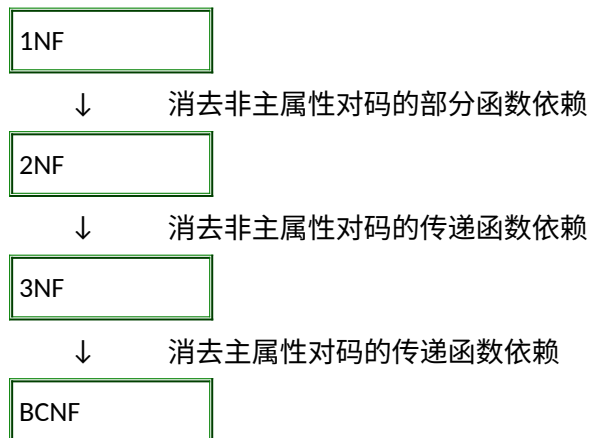 1NF
↓ 消去非主属性对码的部分函数依赖
2NF
↓ 消去非主属性对码的传递函数依赖
3NF
↓ 消去主属性对码的传递函数依赖
BCNF